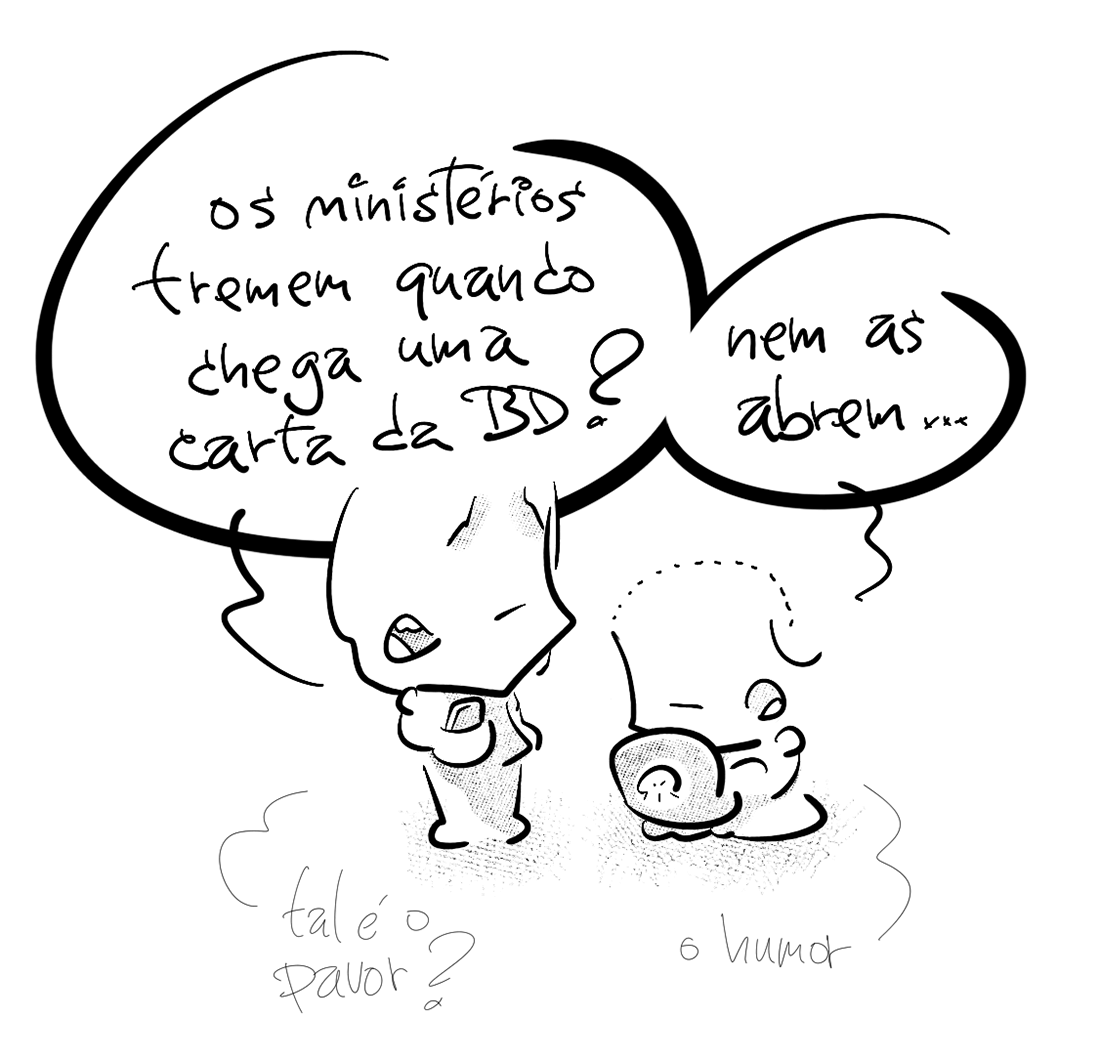 os ministérios
tremem quando
chega uma
carta da BD?
nem as
abrem...
tal é o
pavor?
o humor